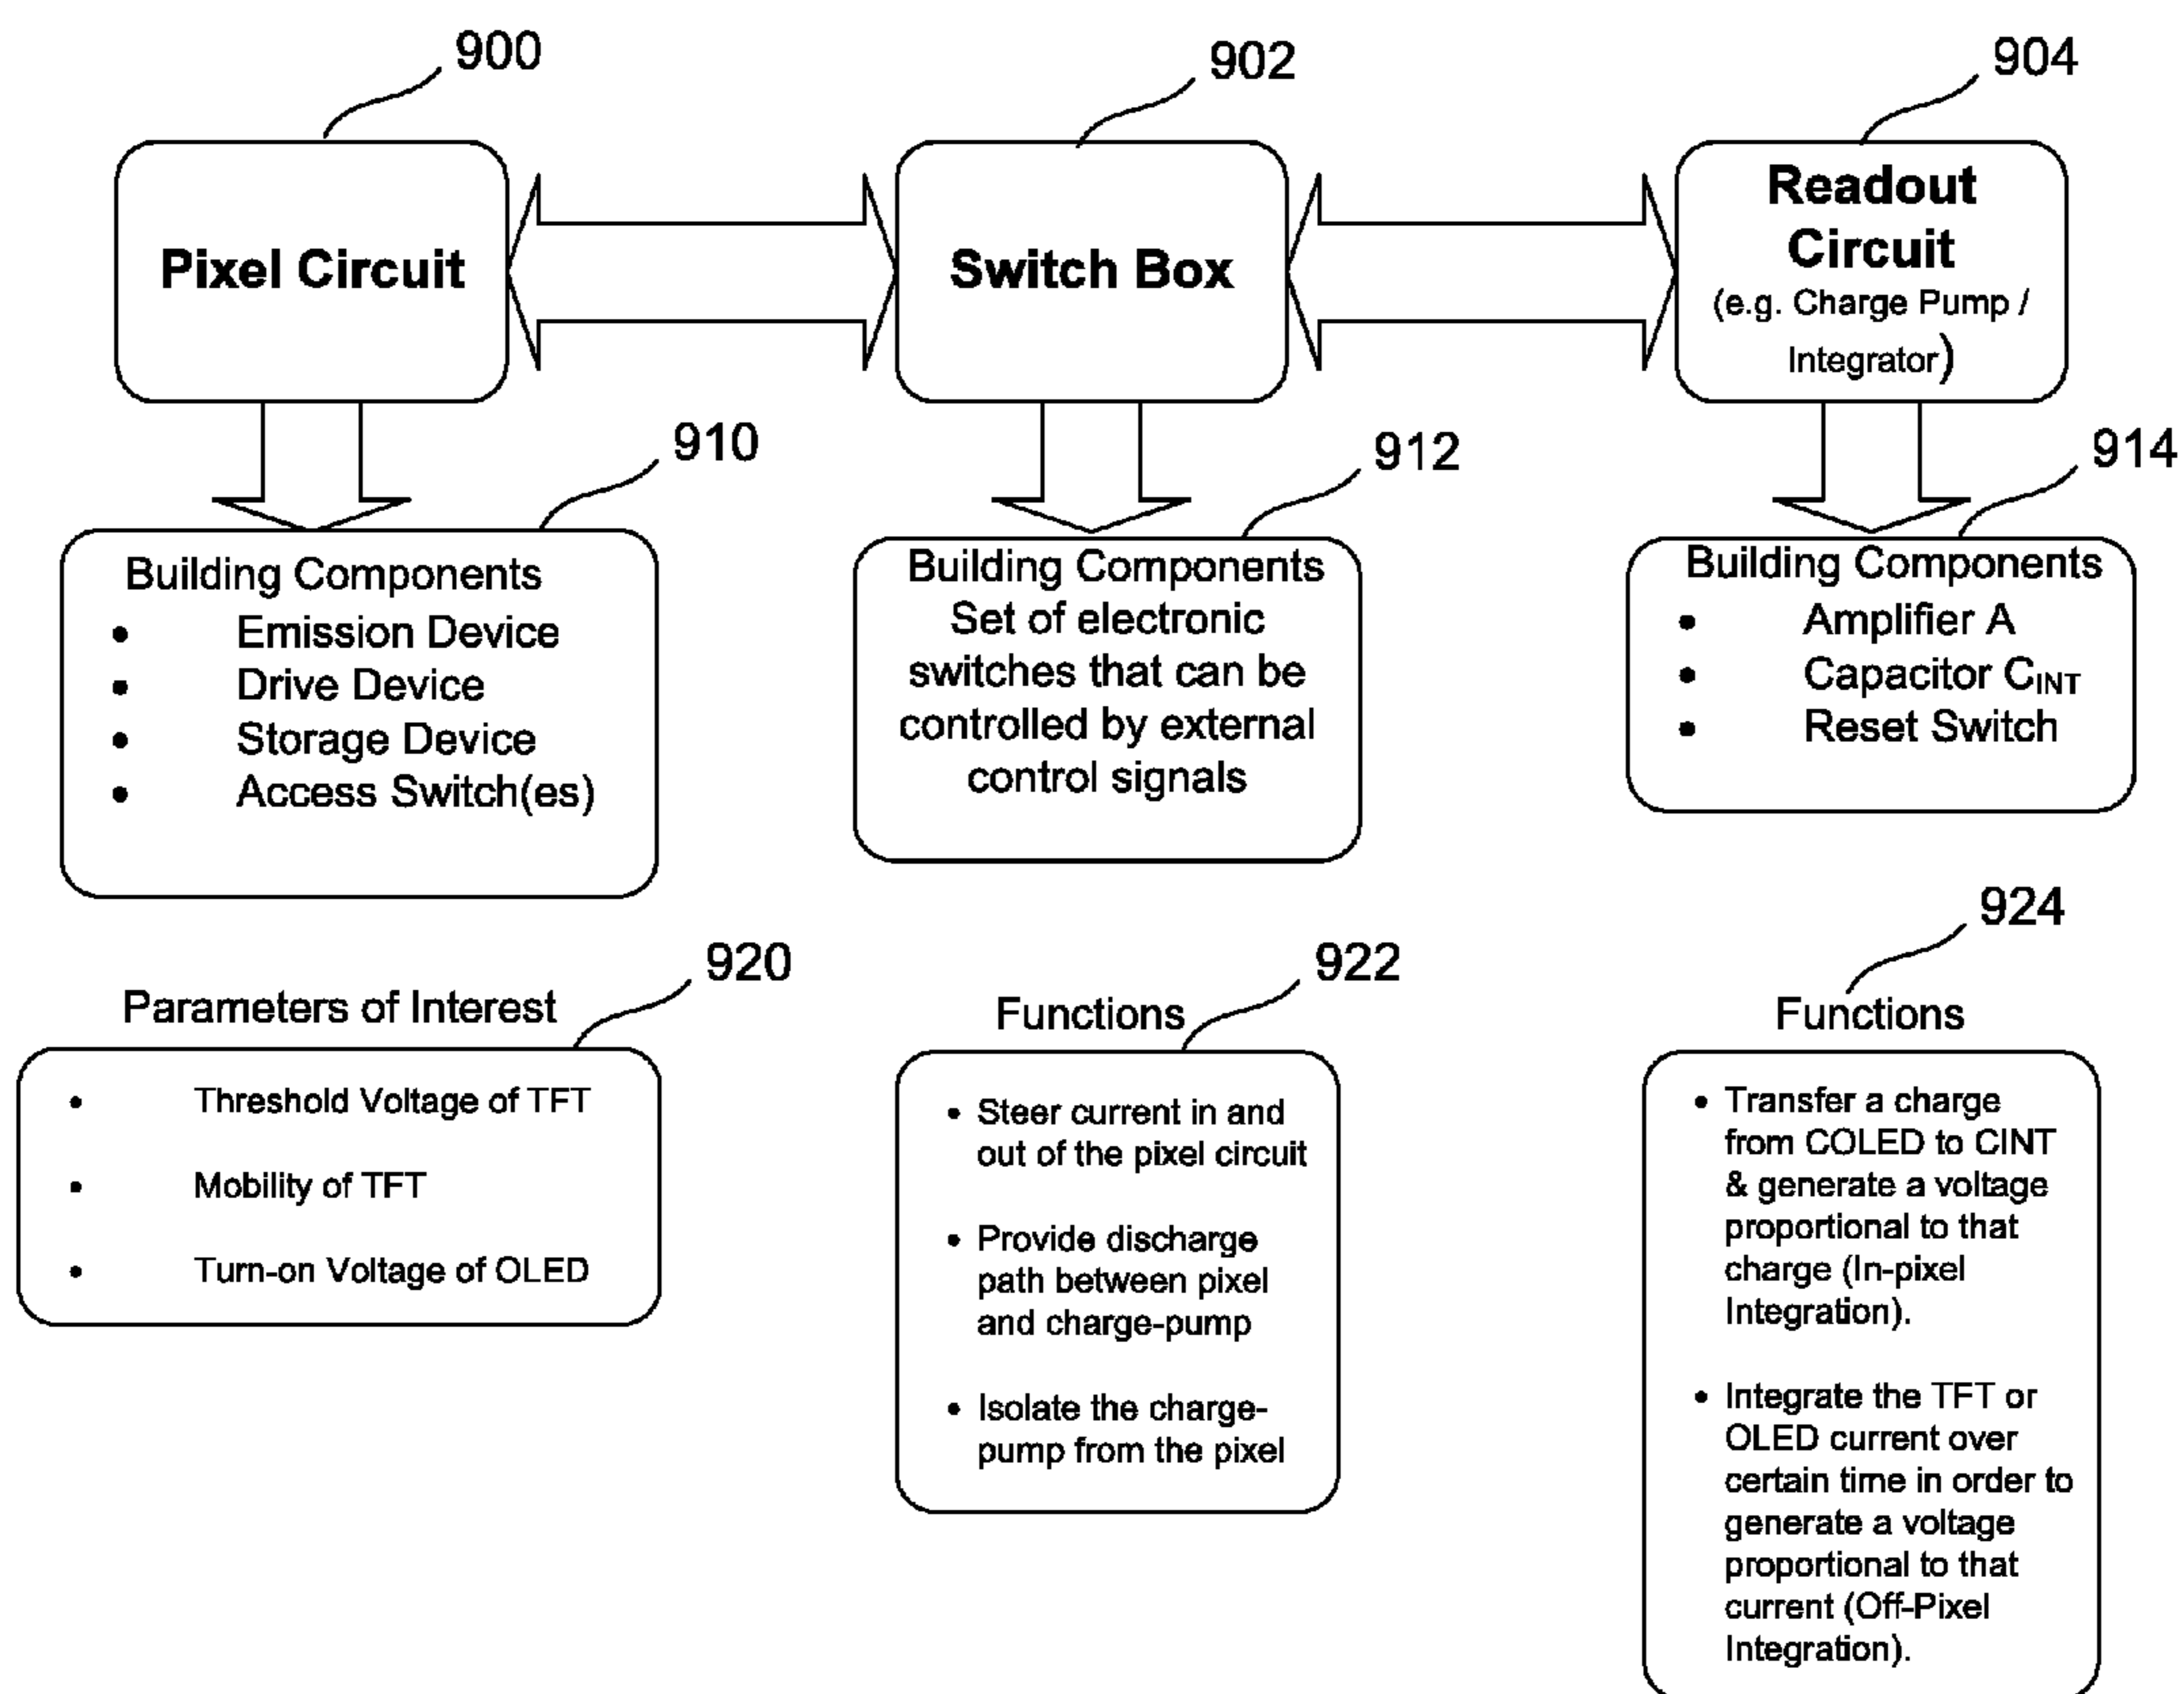 900
902
904
Pixel Circuit
Switch Box
Readout
Circuit
(e.g. Charge Pump /
Integrator)
910
912
914
Building Components
• Emission Device
• Drive Device
• Storage Device
• Access Switch(es)
Building Components
Set of electronic
switches that can be
controlled by external
control signals
Building Components
• Amplifier A
• Capacitor CINT
• Reset Switch
920
922
924
Parameters of Interest
• Threshold Voltage of TFT
• Mobility of TFT
• Turn-on Voltage of OLED
Functions
• Steer current in and
out of the pixel circuit
• Provide discharge
path between pixel
and charge-pump
• Isolate the charge-
pump from the pixel
Functions
• Transfer a charge
from COLED to CINT
& generate a voltage
proportional to that
charge (In-pixel
Integration).
• Integrate the TFT or
OLED current over
certain time in order to
generate a voltage
proportional to that
current (Off-Pixel
Integration).